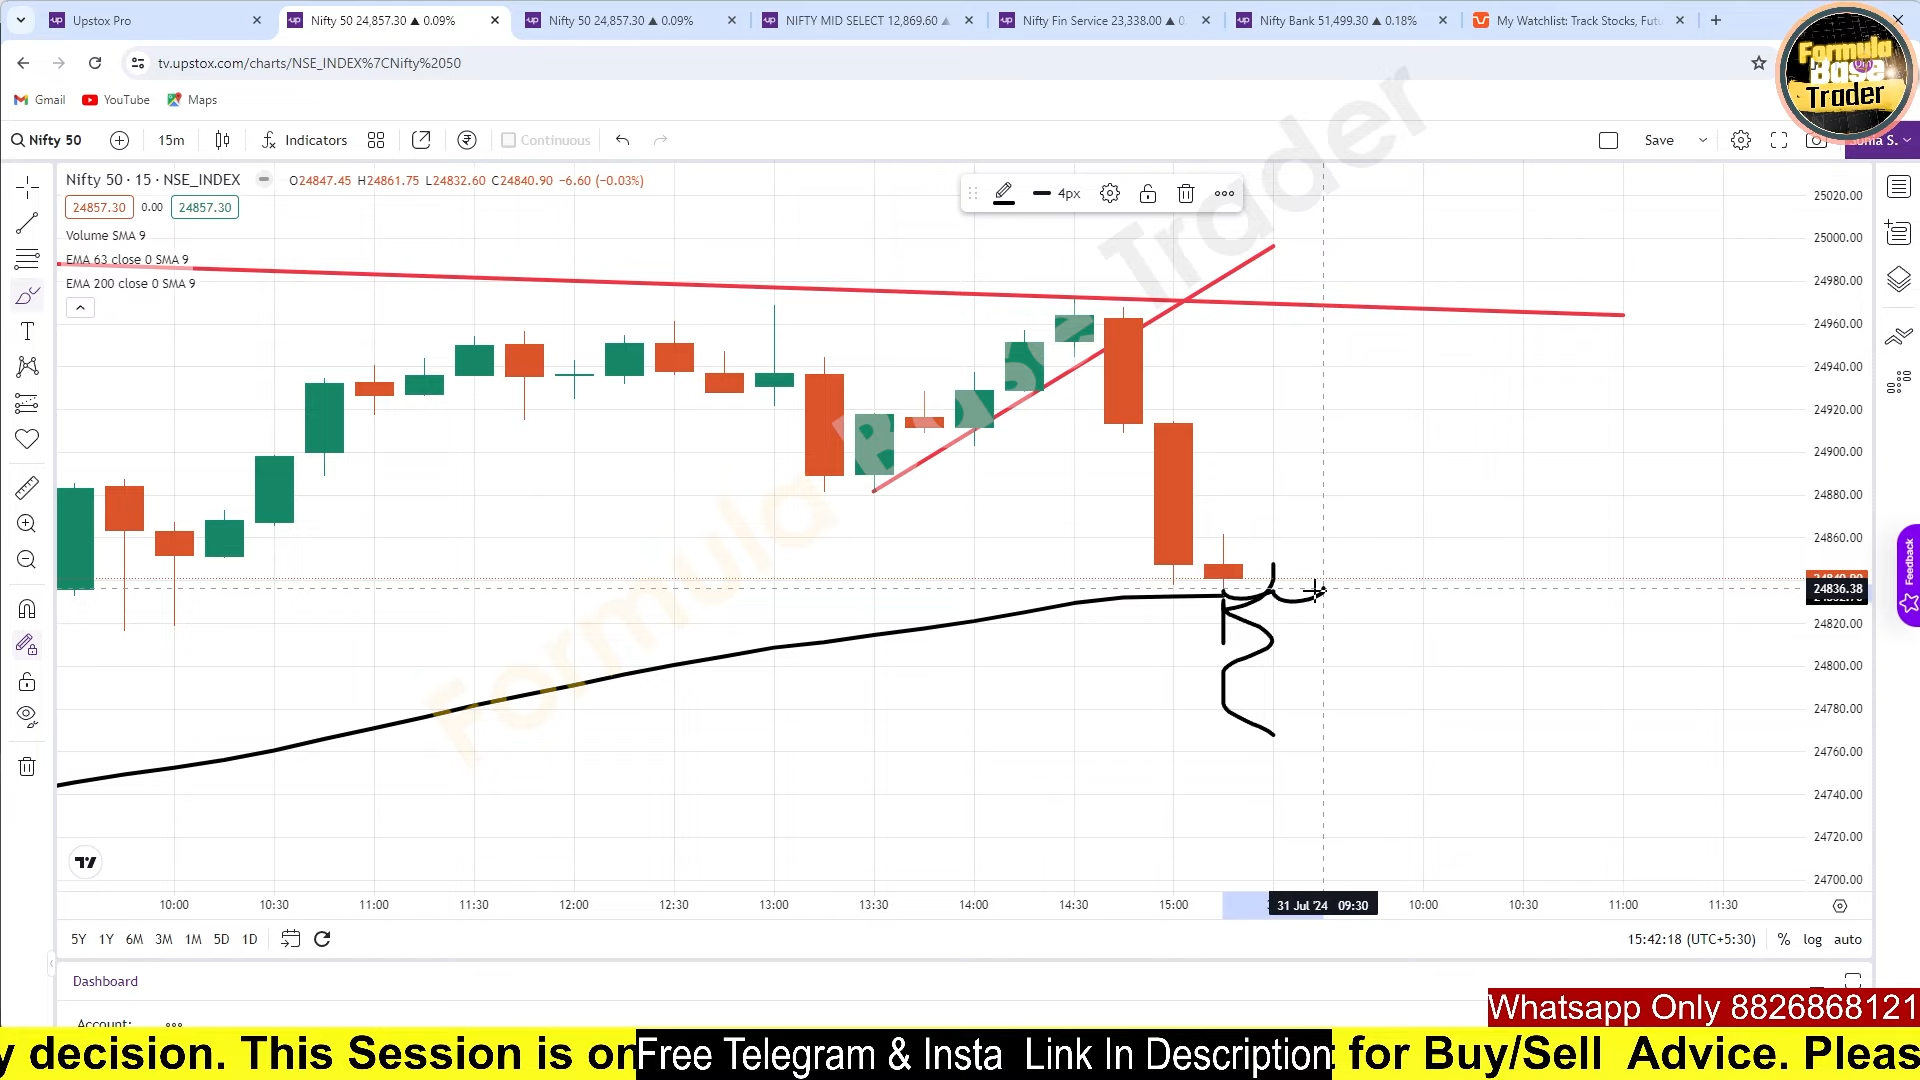 Upstox Pro
Nifty 50 24,857.30 ▲ 0.09%
Nifty 50 24,857.30 ▲ 0.09%
NIFTY MID SELECT 12,869.60 ▲
Nifty Fin Service 23,338.00 ▲ 0
Nifty Bank 51,499.30 ▲ 0.18%
My Watchlist: Track Stocks, Futu
tv.upstox.com/charts/NSE_INDEX%7CNifty%2050
Formula
Base
Trader
Gmail YouTube Maps
Nifty 50 15m Indicators Continuous Save
Sonia S.
Nifty 50 · 15 · NSE_INDEX O24847.45 H24861.75 L24832.60 C24840.90 -6.60 (-0.03%)
24857.30 0.00 24857.30
4px
Volume SMA 9
EMA 63 close 0 SMA 9
EMA 200 close 0 SMA 9
Formula Base Trader
25020.00
25000.00
24980.00
24960.00
24940.00
24920.00
24900.00
24880.00
24860.00
24840.90
24836.38
24820.00
24800.00
24780.00
24760.00
24740.00
24720.00
24700.00
Feedback
10:00 10:30 11:00 11:30 12:00 12:30 13:00 13:30 14:00 14:30 15:00 31 Jul '24 09:30 10:00 10:30 11:00 11:30
5Y 1Y 6M 3M 1M 5D 1D 15:42:18 (UTC+5:30) % log auto
Dashboard
Account:
Whatsapp Only 8826868121
y decision. This Session is on
Free Telegram & Insta Link In Description
for Buy/Sell Advice. Pleas